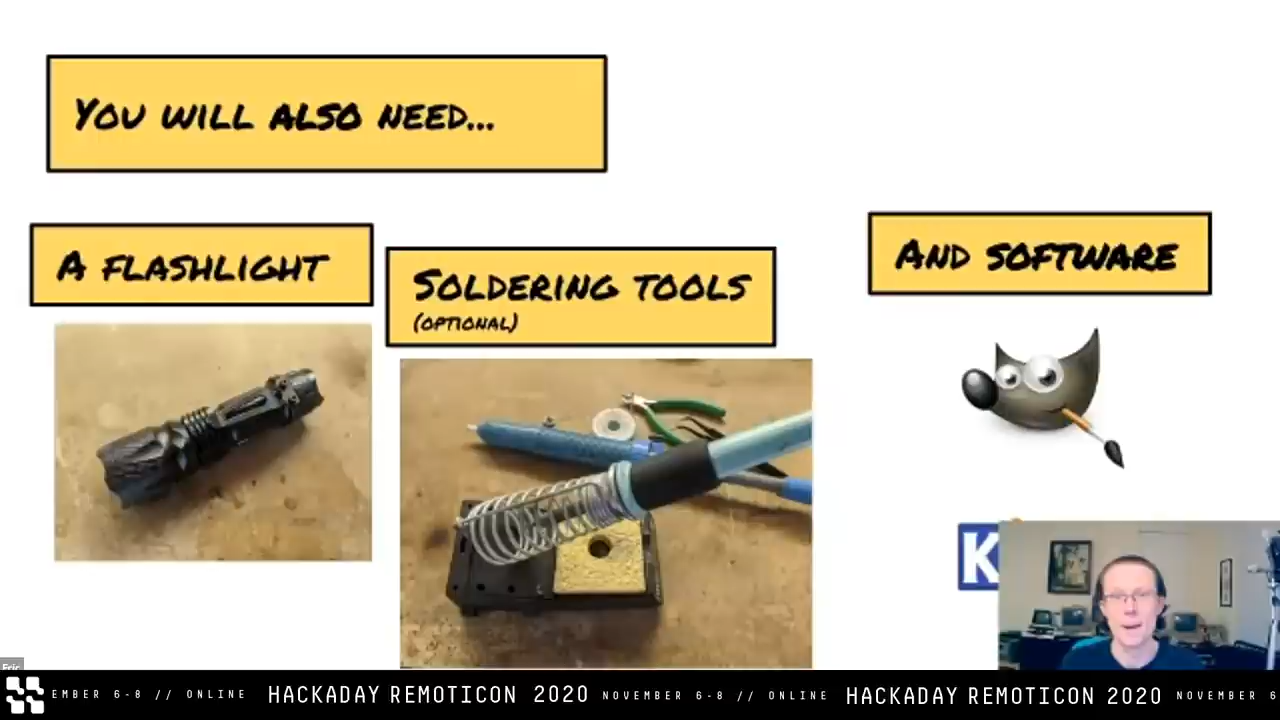 You will also need...
A flashlight
Soldering tools
(optional)
And software
K
Eric
EMBER 6-8 // ONLINE HACKADAY REMOTICON 2020 NOVEMBER 6-8 // ONLINE HACKADAY REMOTICON 2020 NOVEMBER 6